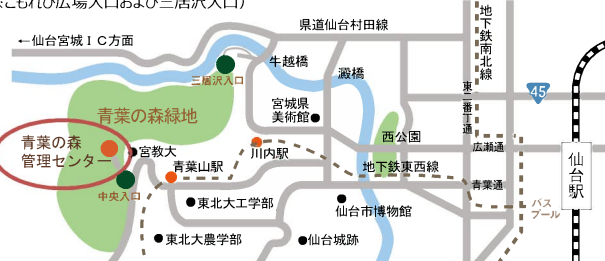 こもれび広場入口および三居沢入口)
県道仙台村田線
←仙台宮城ＩＣ方面
地下鉄南北線
牛越橋
澱橋
三居沢入口
東二番丁通
45
宮城県
美術館
青葉の森緑地
西公園
青葉の森
管理センター
宮教大
川内駅
広瀬通
仙台駅
青葉山駅
地下鉄東西線
青葉通
中央入口
東北大工学部
仙台市博物館
バス
プール
東北大農学部
仙台城跡